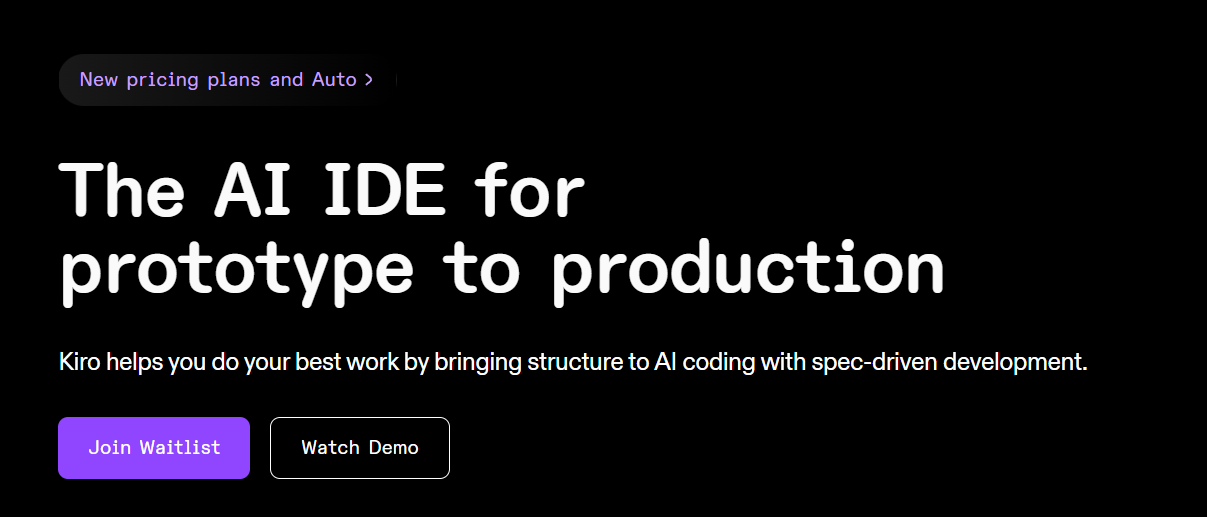 New pricing plans and Auto >
The AI IDE for
prototype to production
Kiro helps you do your best work by bringing structure to AI coding with spec-driven development.
Join Waitlist
Watch Demo